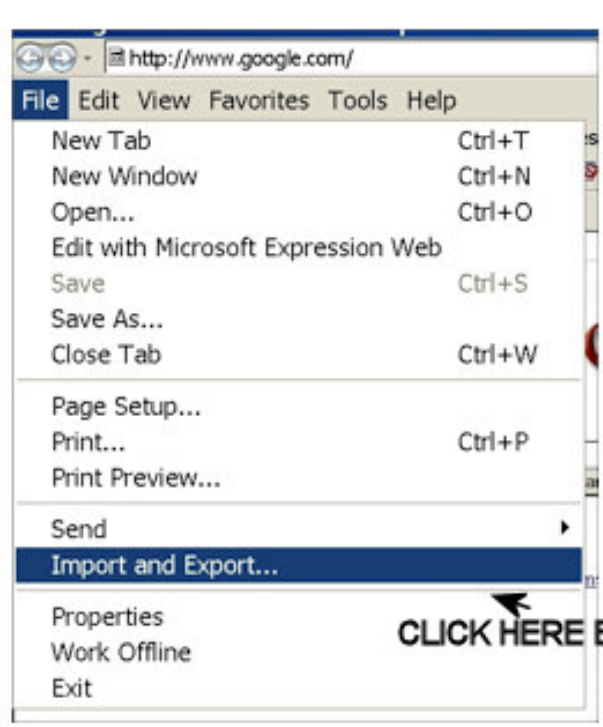 http://www.google.com/
File Edit View Favorites Tools Help
New Tab Ctrl+T
New Window Ctrl+N
Open... Ctrl+O
Edit with Microsoft Expression Web
Save Ctrl+S
Save As...
Close Tab Ctrl+W
Page Setup...
Print... Ctrl+P
Print Preview...
Send
Import and Export...
Properties
CLICK HERE
Work Offline
Exit